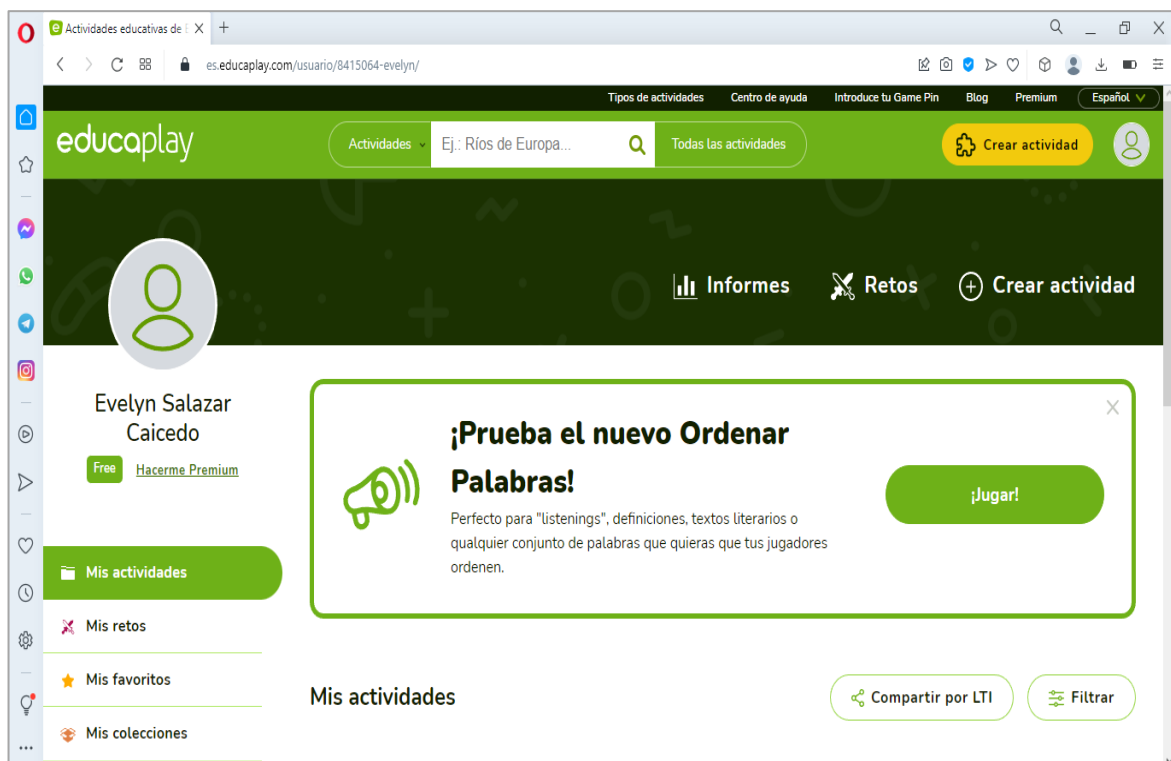 Actividades educativas de E
es.educaplay.com/usuario/8415064-evelyn/
Tipos de actividades Centro de ayuda Introduce tu Game Pin Blog Premium Español
educaplay
Actividades Ej.: Ríos de Europa... Todas las actividades Crear actividad
Informes Retos Crear actividad
Evelyn Salazar
Caicedo
Free Hacerme Premium
¡Prueba el nuevo Ordenar
Palabras!
Perfecto para "listenings", definiciones, textos literarios o
qualquier conjunto de palabras que quieras que tus jugadores
ordenen.
¡Jugar!
Mis actividades
Mis retos
Mis favoritos
Mis colecciones
Mis actividades
Compartir por LTI Filtrar